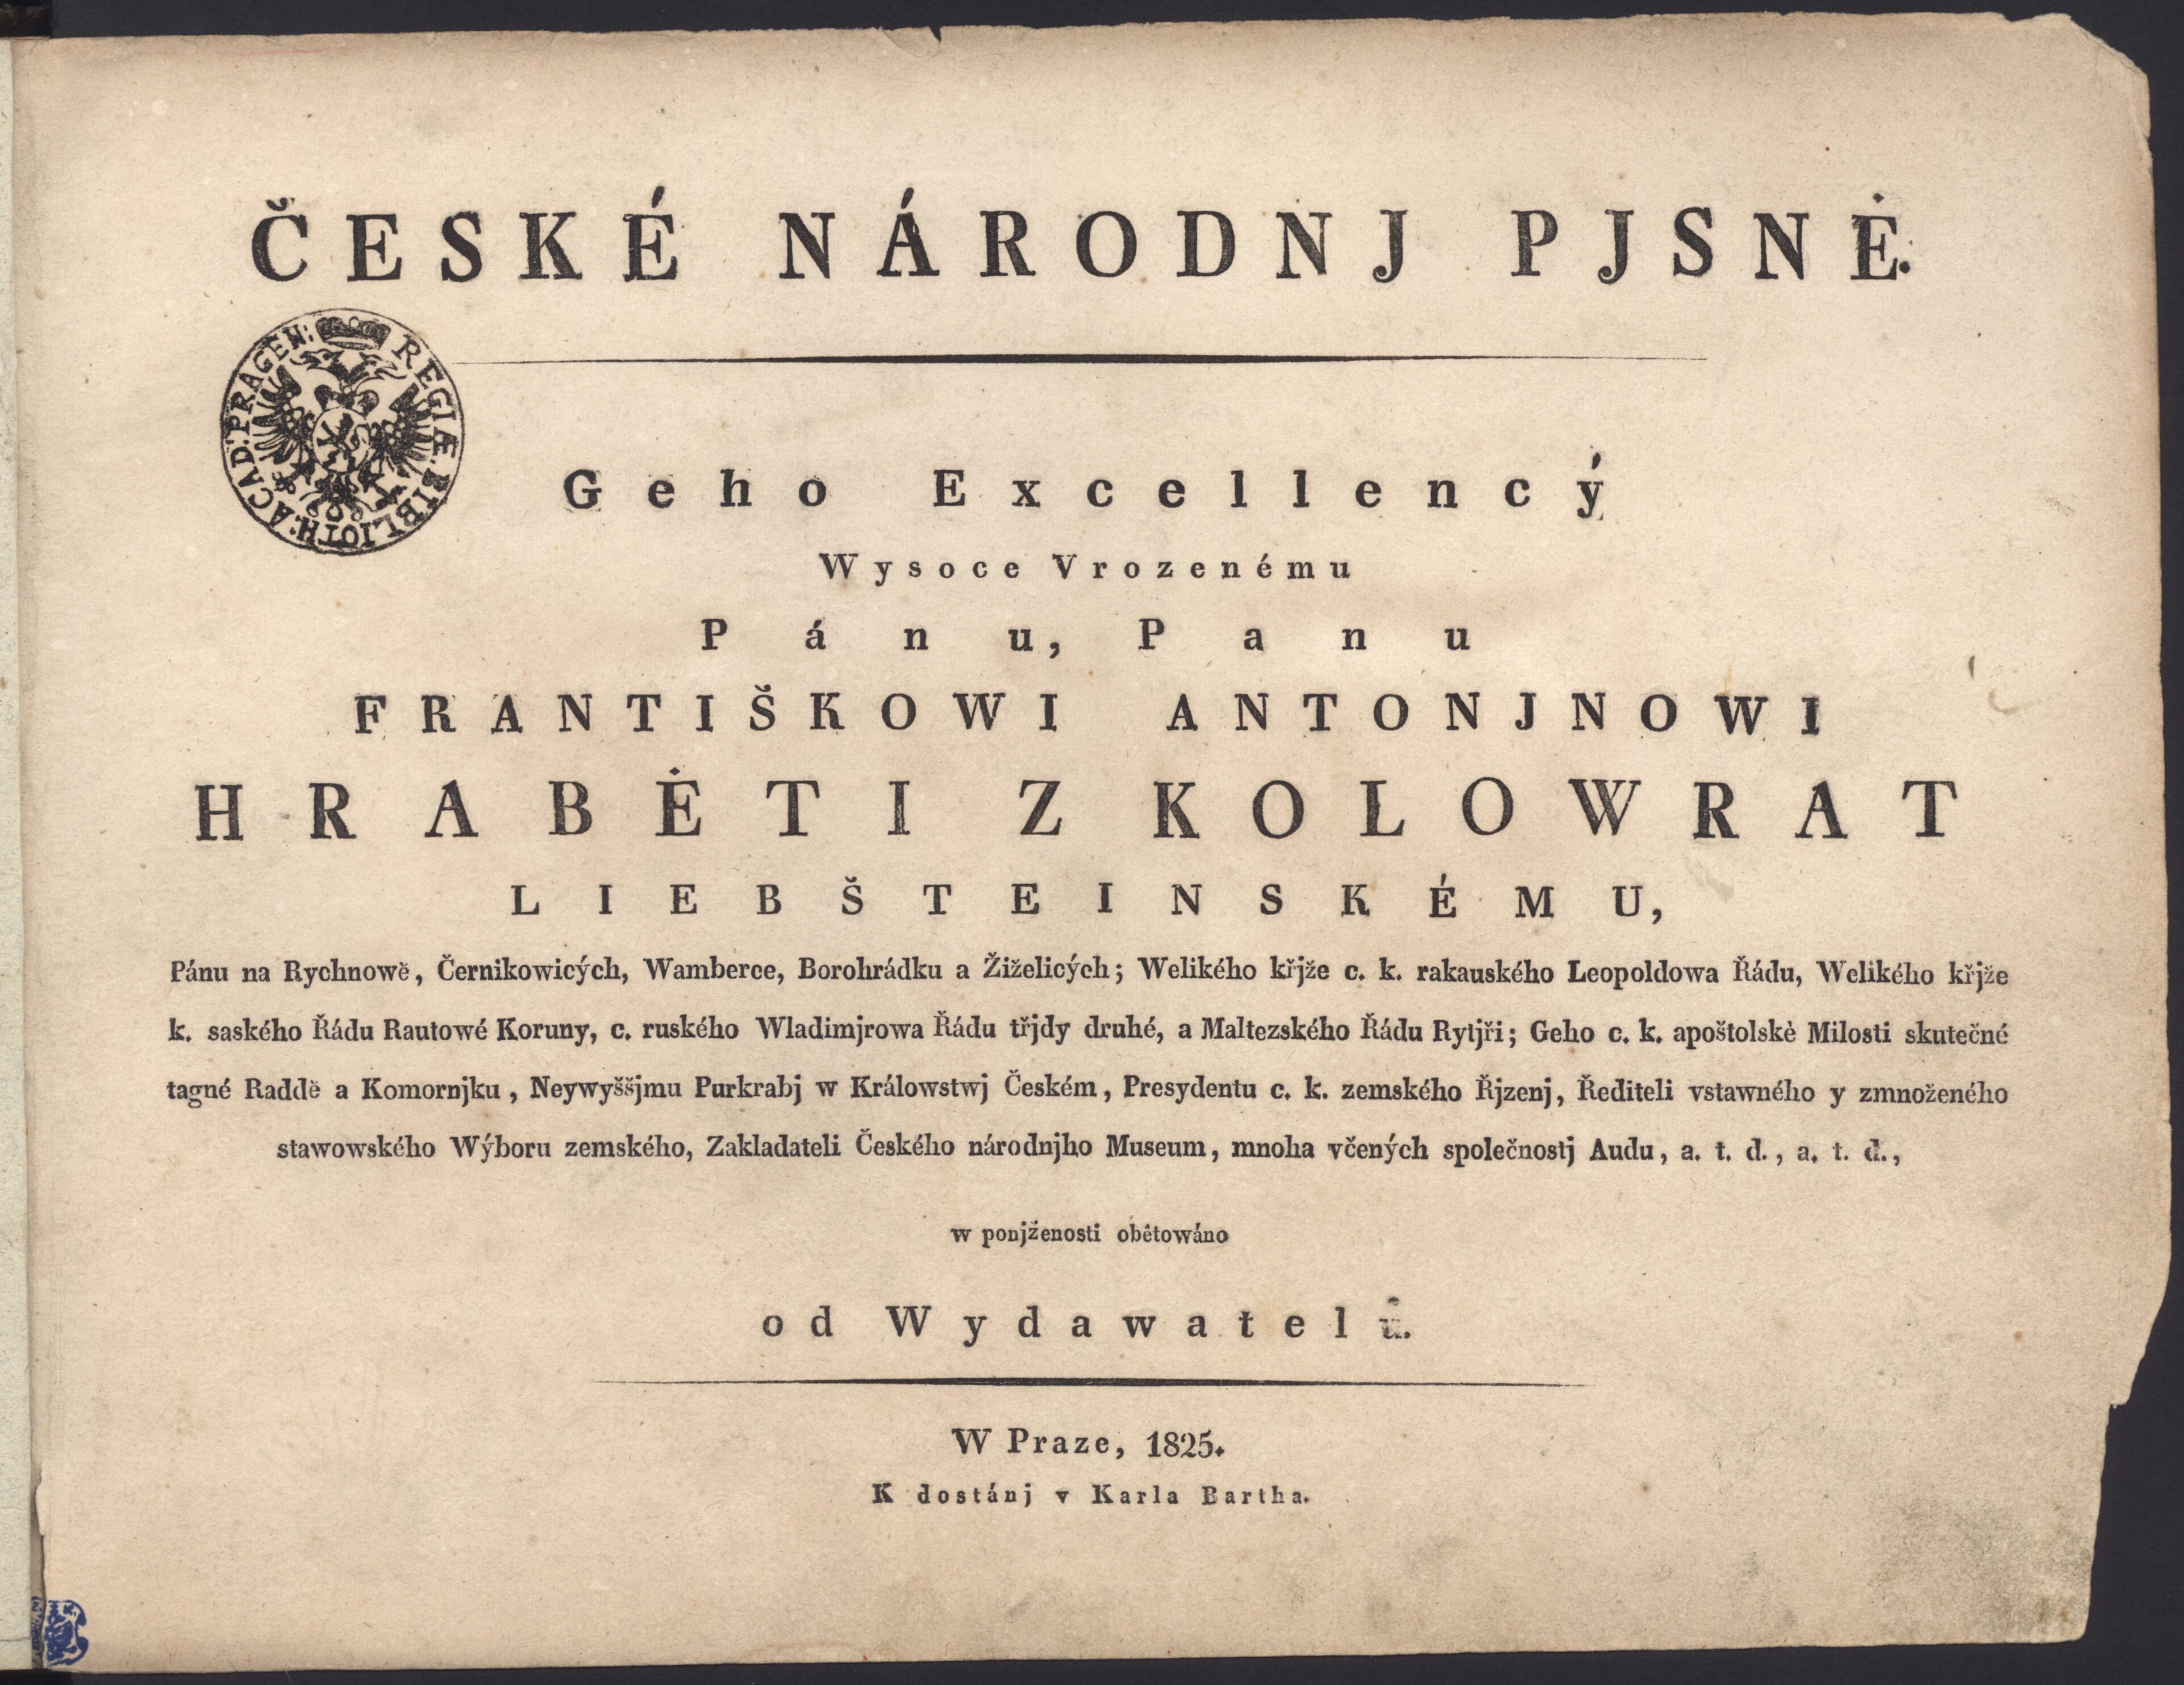 ČESKÉ NÁRODNJ PJSNĖ.
REGIÆ BIBLIOTH: ACAD: PRAGEN:
Geho Excellencý
Wysoce Vrozenému
Pánu, Panu
FRANTIŠKOWI ANTONJNOWI
HRABĖTI Z KOLOWRAT
LIEBŠTEINSKÉMU,
Pánu na Rychnowě, Černikowicých, Wamberce, Borohrádku a Žiželicých; Welikého křjže c. k. rakauského Leopoldowa Řádu, Welikého křjže
k. saského Řádu Rautowé Koruny, c. ruského Wladimjrowa Řádu třjdy druhé, a Maltezského Řádu Rytjři; Geho c. k. apoštolskė Milosti skutečné
tagné Raddě a Komornjku, Neywyššjmu Purkrabj w Králowstwj Českém, Presydentu c. k. zemského Řjzenj, Řediteli vstawného y zmnoženého
stawowského Wýboru zemského, Zakladateli Českého národnjho Museum, mnoha včených společnostj Audu, a. t. d., a. t. d.,
w ponjženosti obětowáno
od Wydawatelů.
W Praze, 1825.
K dostánj v Karla Bartha.